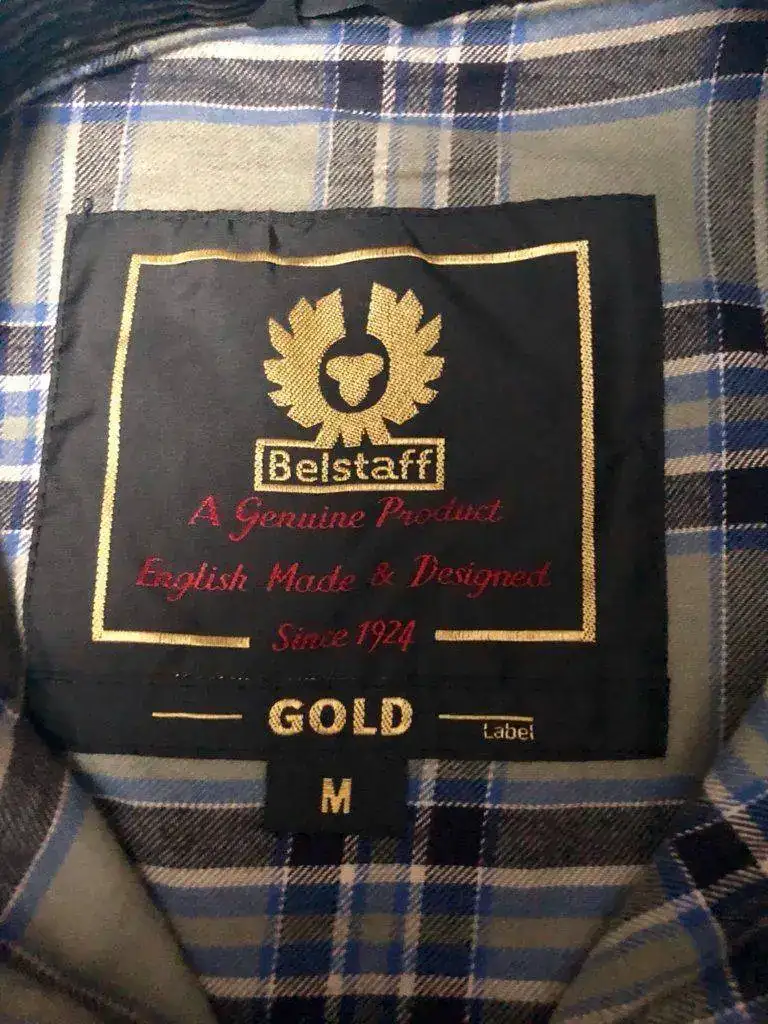 Belstaff
A Genuine Product
English Made & Designed
Since 1924
GOLD
Label
M